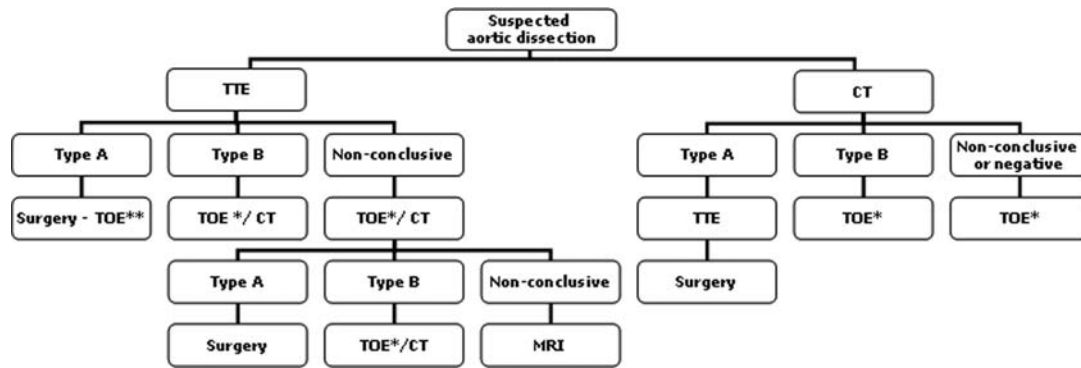 Suspected
aortic dissection
TTE
CT
Type A
Type B
Non-conclusive
Type A
Type B
Non-conclusive
or negative
Surgery - TOE**
TOE */ CT
TOE*/ CT
TTE
TOE*
TOE*
Type A
Type B
Non-conclusive
Surgery
Surgery
TOE*/CT
MRI